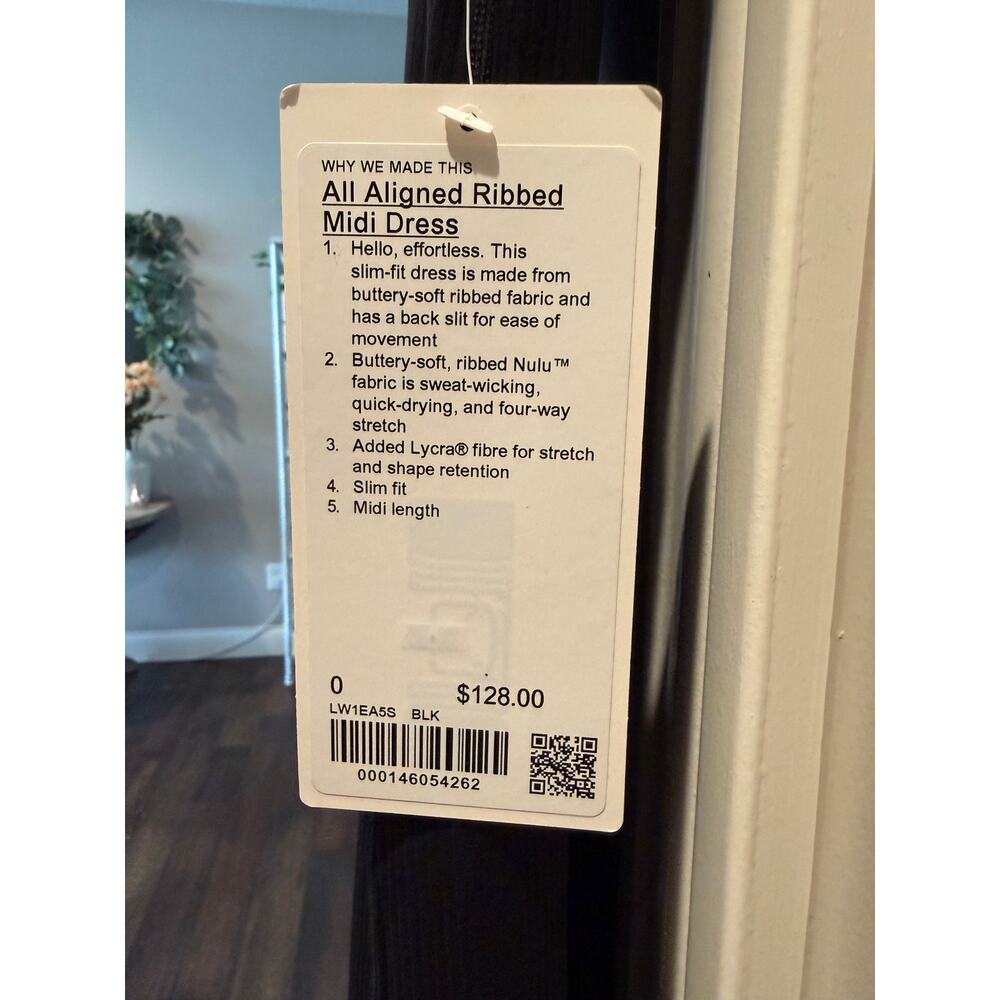 WHY WE MADE THIS
All Aligned Ribbed
Midi Dress
1. Hello, effortless. This
slim-fit dress is made from
buttery-soft ribbed fabric and
has a back slit for ease of
movement
2. Buttery-soft, ribbed Nulu™
fabric is sweat-wicking,
quick-drying, and four-way
stretch
3. Added Lycra® fibre for stretch
and shape retention
4. Slim fit
5. Midi length
0 $128.00
LW1EA5S BLK
000146054262